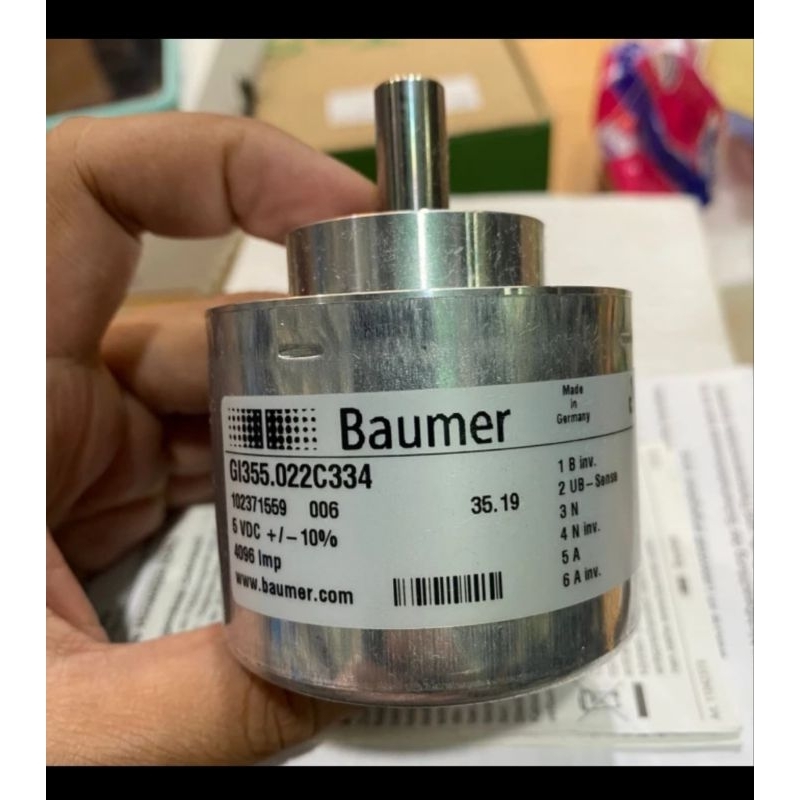 Baumer
Made
in
Germany
GI355.022C334
102371559 006
35.19
5 VDC +/-10%
4096 Imp
www.baumer.com
1 B inv.
2 UB-Sense
3 N
4 N inv.
5 A
6 A inv.